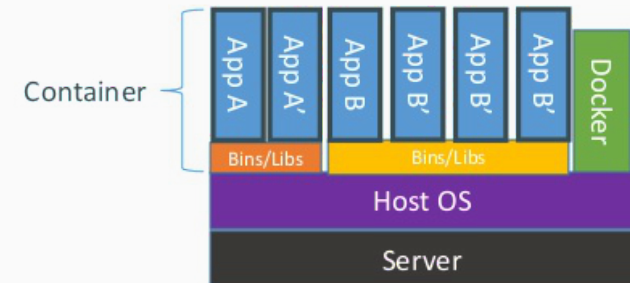 Container
App A
App A’
App B
App B’
App B’
App B’
Docker
Bins/Libs
Bins/Libs
Host OS
Server